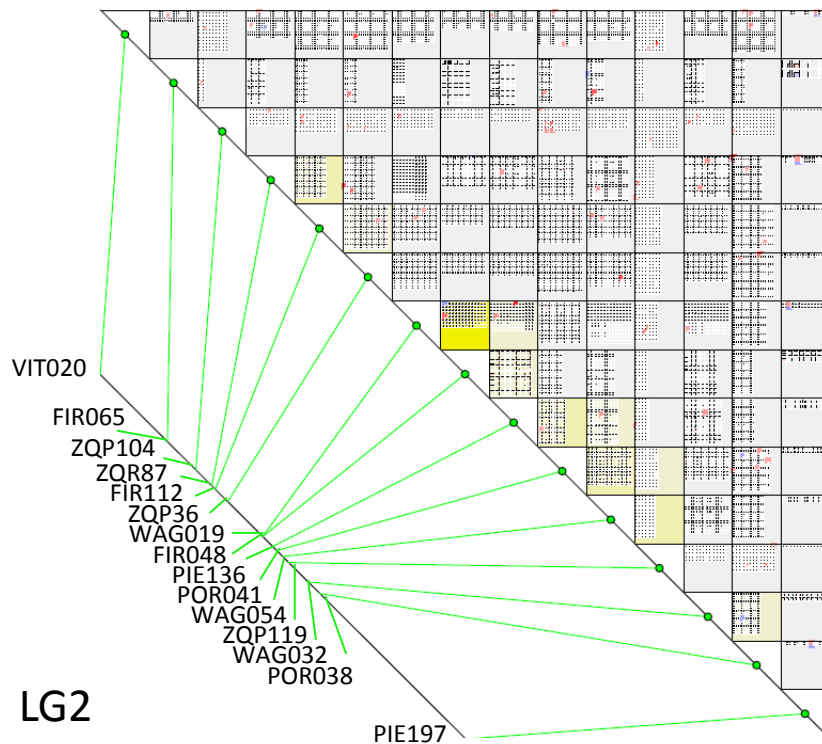 VIT020
FIR065
ZQP104
ZQR87
FIR112
ZQP36
WAG019
FIR048
PIE136
POR041
WAG054
ZQP119
WAG032
POR038
LG2
PIE197